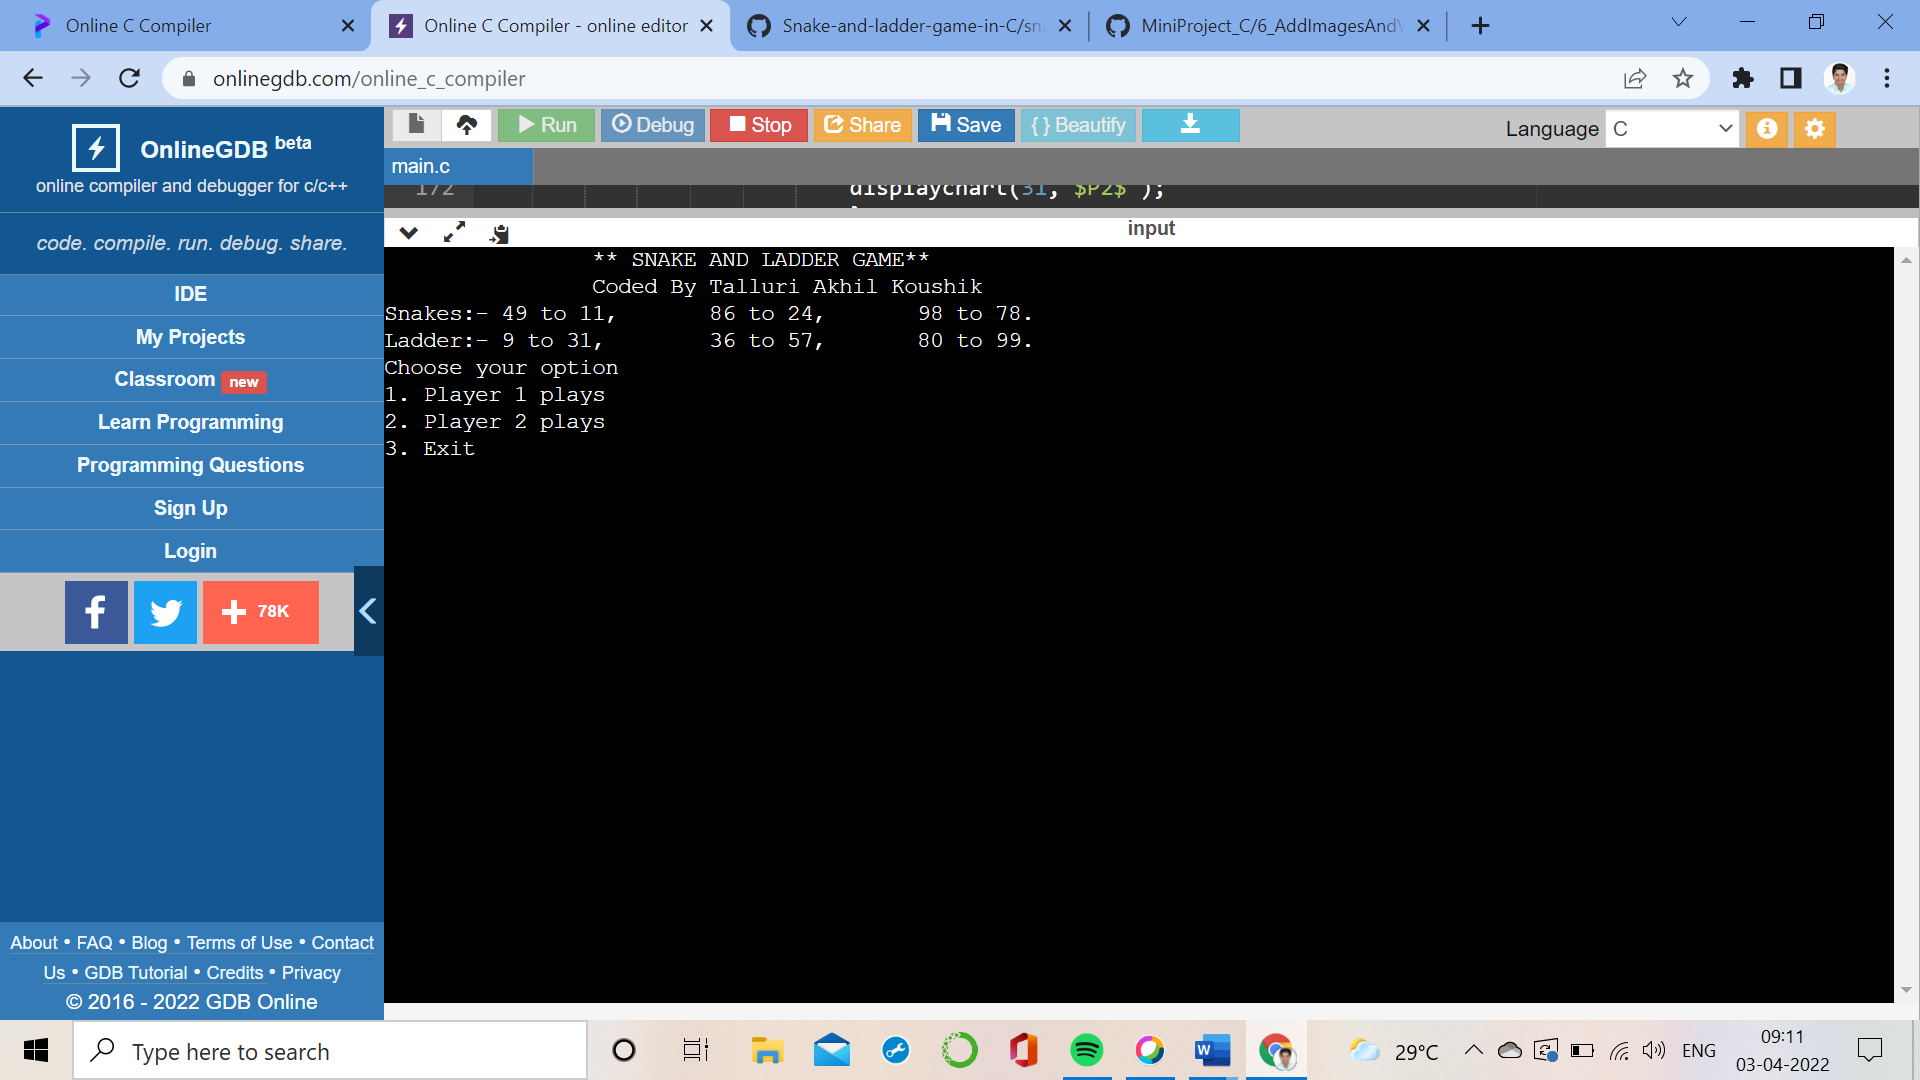 Online C Compiler
Online C Compiler - online editor
Snake-and-ladder-game-in-C/sn
MiniProject_C/6_AddImagesAnd
onlinegdb.com/online_c_compiler
OnlineGDB beta
online compiler and debugger for c/c++
code. compile. run. debug. share.
IDE
My Projects
Classroom new
Learn Programming
Programming Questions
Sign Up
Login
f
78K
About • FAQ • Blog • Terms of Use • Contact
Us • GDB Tutorial • Credits • Privacy
© 2016 - 2022 GDB Online
Run Debug Stop Share Save { } Beautify
Language C
main.c
172 displaychart(31, $P2$ );
input
** SNAKE AND LADDER GAME**
Coded By Talluri Akhil Koushik
Snakes:- 49 to 11, 86 to 24, 98 to 78.
Ladder:- 9 to 31, 36 to 57, 80 to 99.
Choose your option
1. Player 1 plays
2. Player 2 plays
3. Exit
Type here to search
29°C
ENG
09:11
03-04-2022